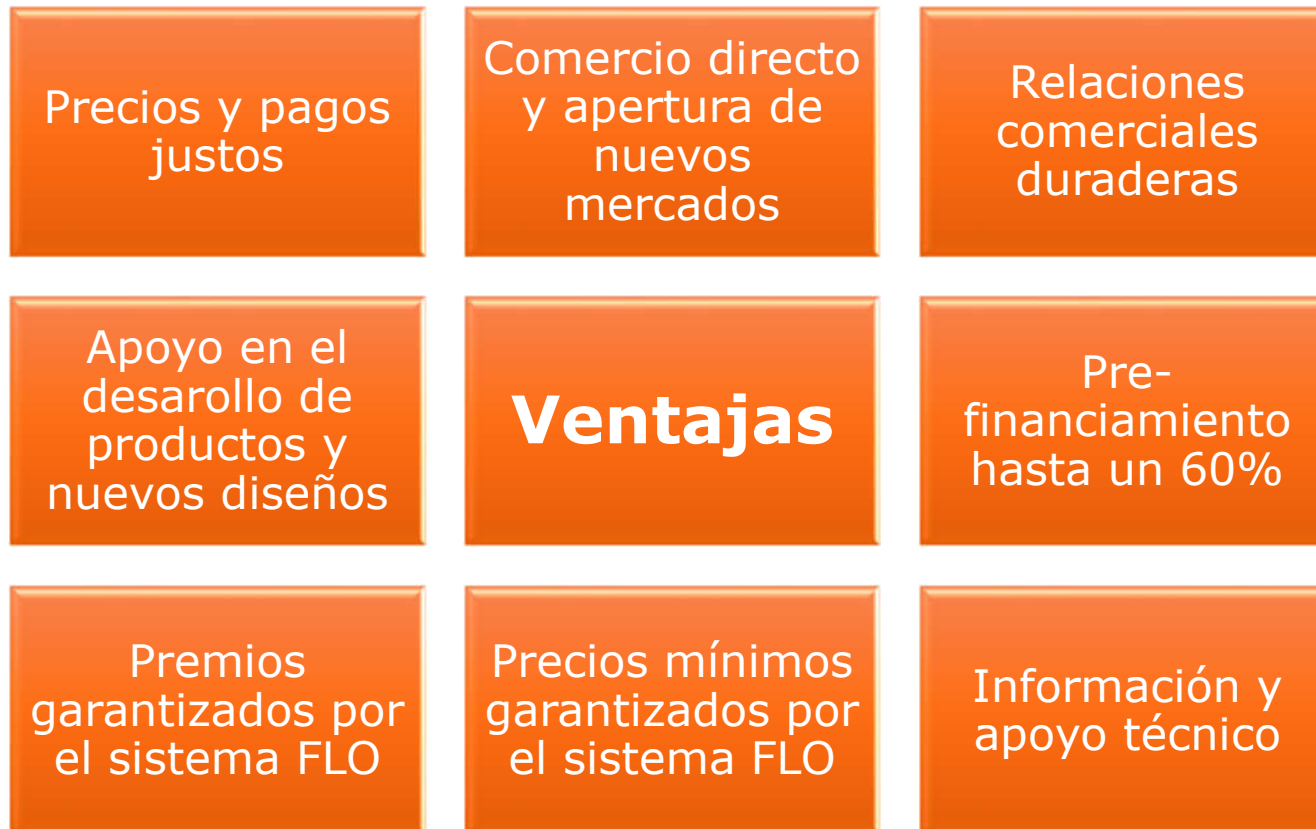 Precios y pagos
justos
Comercio directo
y apertura de
nuevos
mercados
Relaciones
comerciales
duraderas
Apoyo en el
desarollo de
productos y
nuevos diseños
Ventajas
Pre-
financiamiento
hasta un 60%
Premios
garantizados por
el sistema FLO
Precios mínimos
garantizados por
el sistema FLO
Información y
apoyo técnico